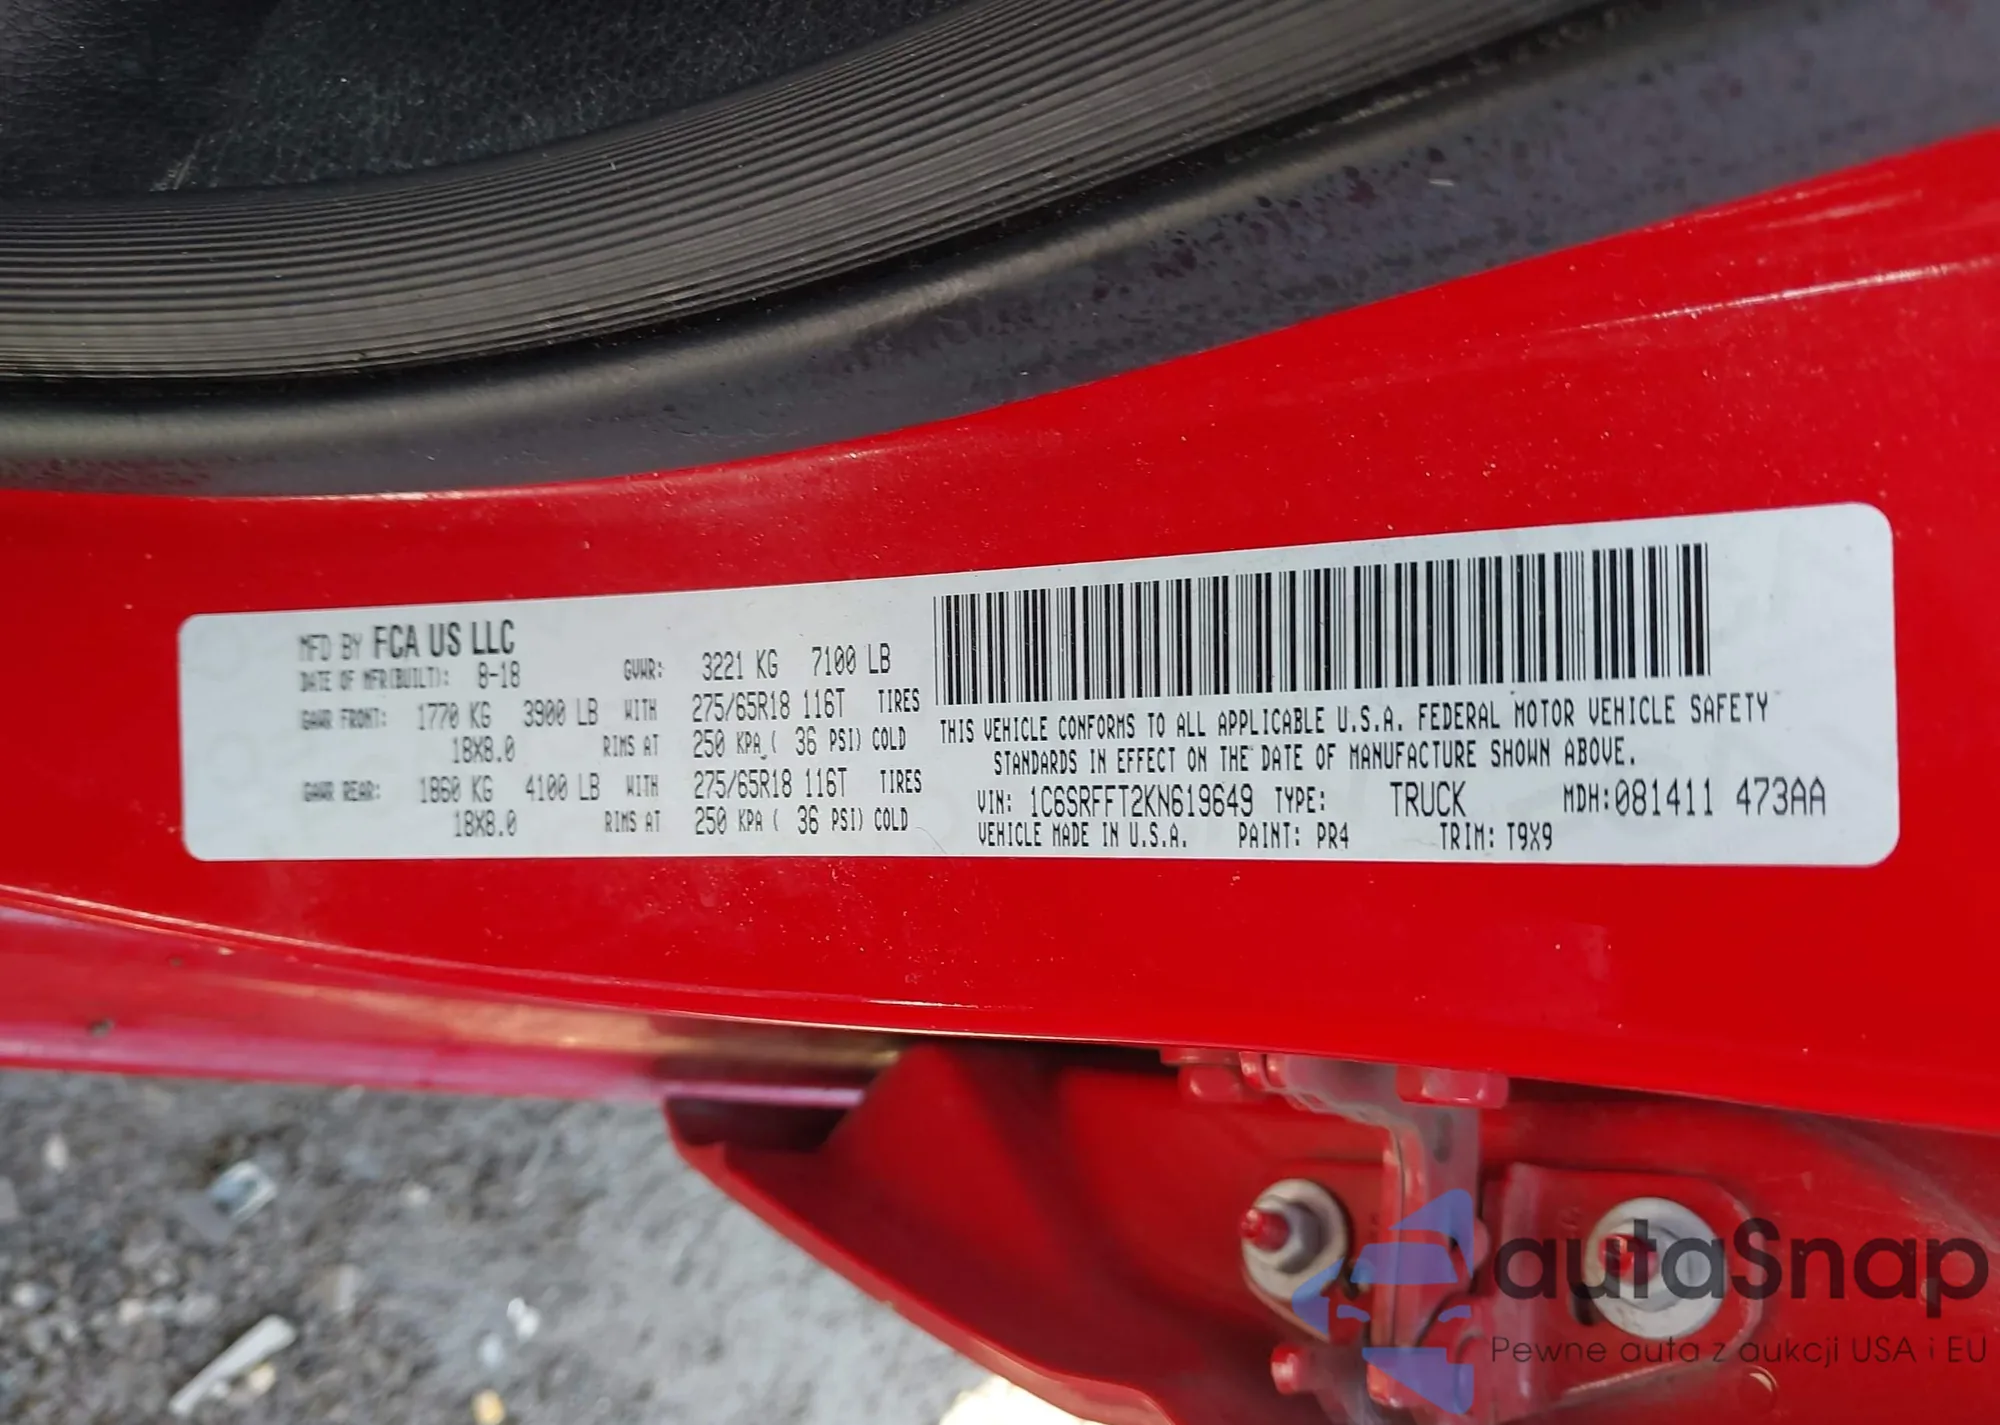 MFD BY FCA US LLC
DATE OF MFR(BUILT): 8-18 GVWR: 3221 KG 7100 LB
GAWR FRONT: 1770 KG 3900 LB WITH 275/65R18 116T TIRES
18X8.0 RIMS AT 250 KPA ( 36 PSI) COLD
GAWR REAR: 1860 KG 4100 LB WITH 275/65R18 116T TIRES
18X8.0 RIMS AT 250 KPA ( 36 PSI) COLD
THIS VEHICLE CONFORMS TO ALL APPLICABLE U.S.A. FEDERAL MOTOR VEHICLE SAFETY
STANDARDS IN EFFECT ON THE DATE OF MANUFACTURE SHOWN ABOVE.
VIN: 1C6SRFFT2KN619649 TYPE: TRUCK MDH:081411 473AA
VEHICLE MADE IN U.S.A. PAINT: PR4 TRIM: T9X9
autaSnap
Pewne auta z aukcji USA i EU